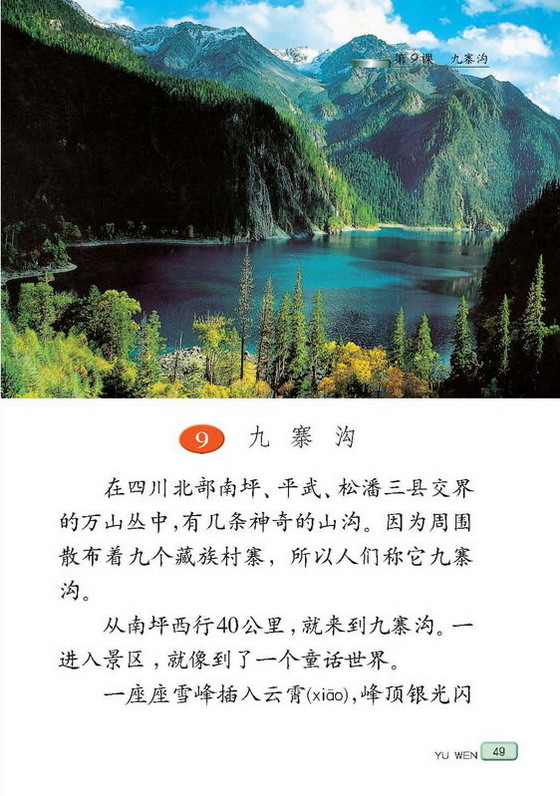 第9课 九寨沟
9 九寨沟
在四川北部南坪、平武、松潘三县交界
的万山丛中,有几条神奇的山沟。因为周围
散布着九个藏族村寨，所以人们称它九寨
沟。
从南坪西行40公里,就来到九寨沟。一
进入景区,就像到了一个童话世界。
一座座雪峰插入云霄(xiāo),峰顶银光闪
YU WEN 49